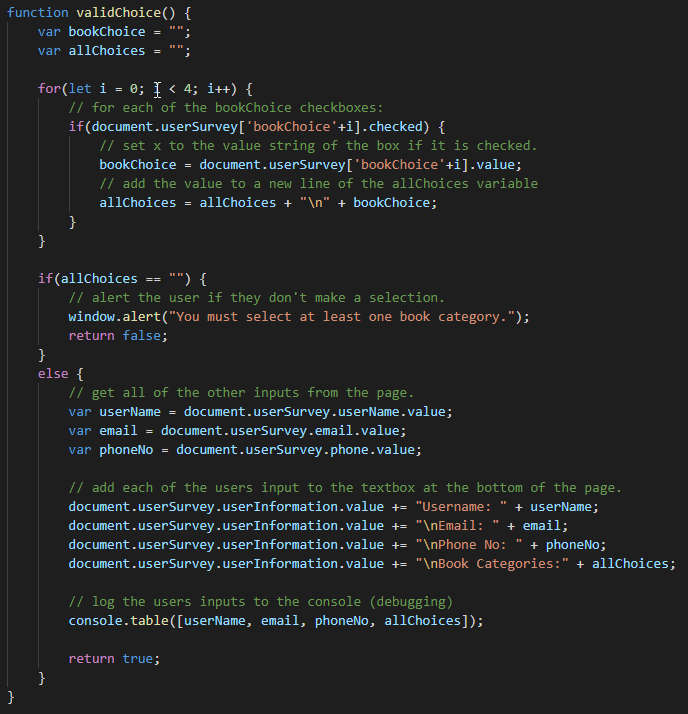 function validChoice() {
    var bookChoice = "";
    var allChoices = "";

    for(let i = 0; i < 4; i++) {
        // for each of the bookChoice checkboxes:
        if(document.userSurvey['bookChoice'+i].checked) {
            // set x to the value string of the box if it is checked.
            bookChoice = document.userSurvey['bookChoice'+i].value;
            // add the value to a new line of the allChoices variable
            allChoices = allChoices + "\n" + bookChoice;
        }
    }

    if(allChoices == "") {
        // alert the user if they don't make a selection.
        window.alert("You must select at least one book category.");
        return false;
    }
    else {
        // get all of the other inputs from the page.
        var userName = document.userSurvey.userName.value;
        var email = document.userSurvey.email.value;
        var phoneNo = document.userSurvey.phone.value;

        // add each of the users input to the textbox at the bottom of the page.
        document.userSurvey.userInformation.value += "Username: " + userName;
        document.userSurvey.userInformation.value += "\nEmail: " + email;
        document.userSurvey.userInformation.value += "\nPhone No: " + phoneNo;
        document.userSurvey.userInformation.value += "\nBook Categories:" + allChoices;

        // log the users inputs to the console (debugging)
        console.table([userName, email, phoneNo, allChoices]);

        return true;
    }
}